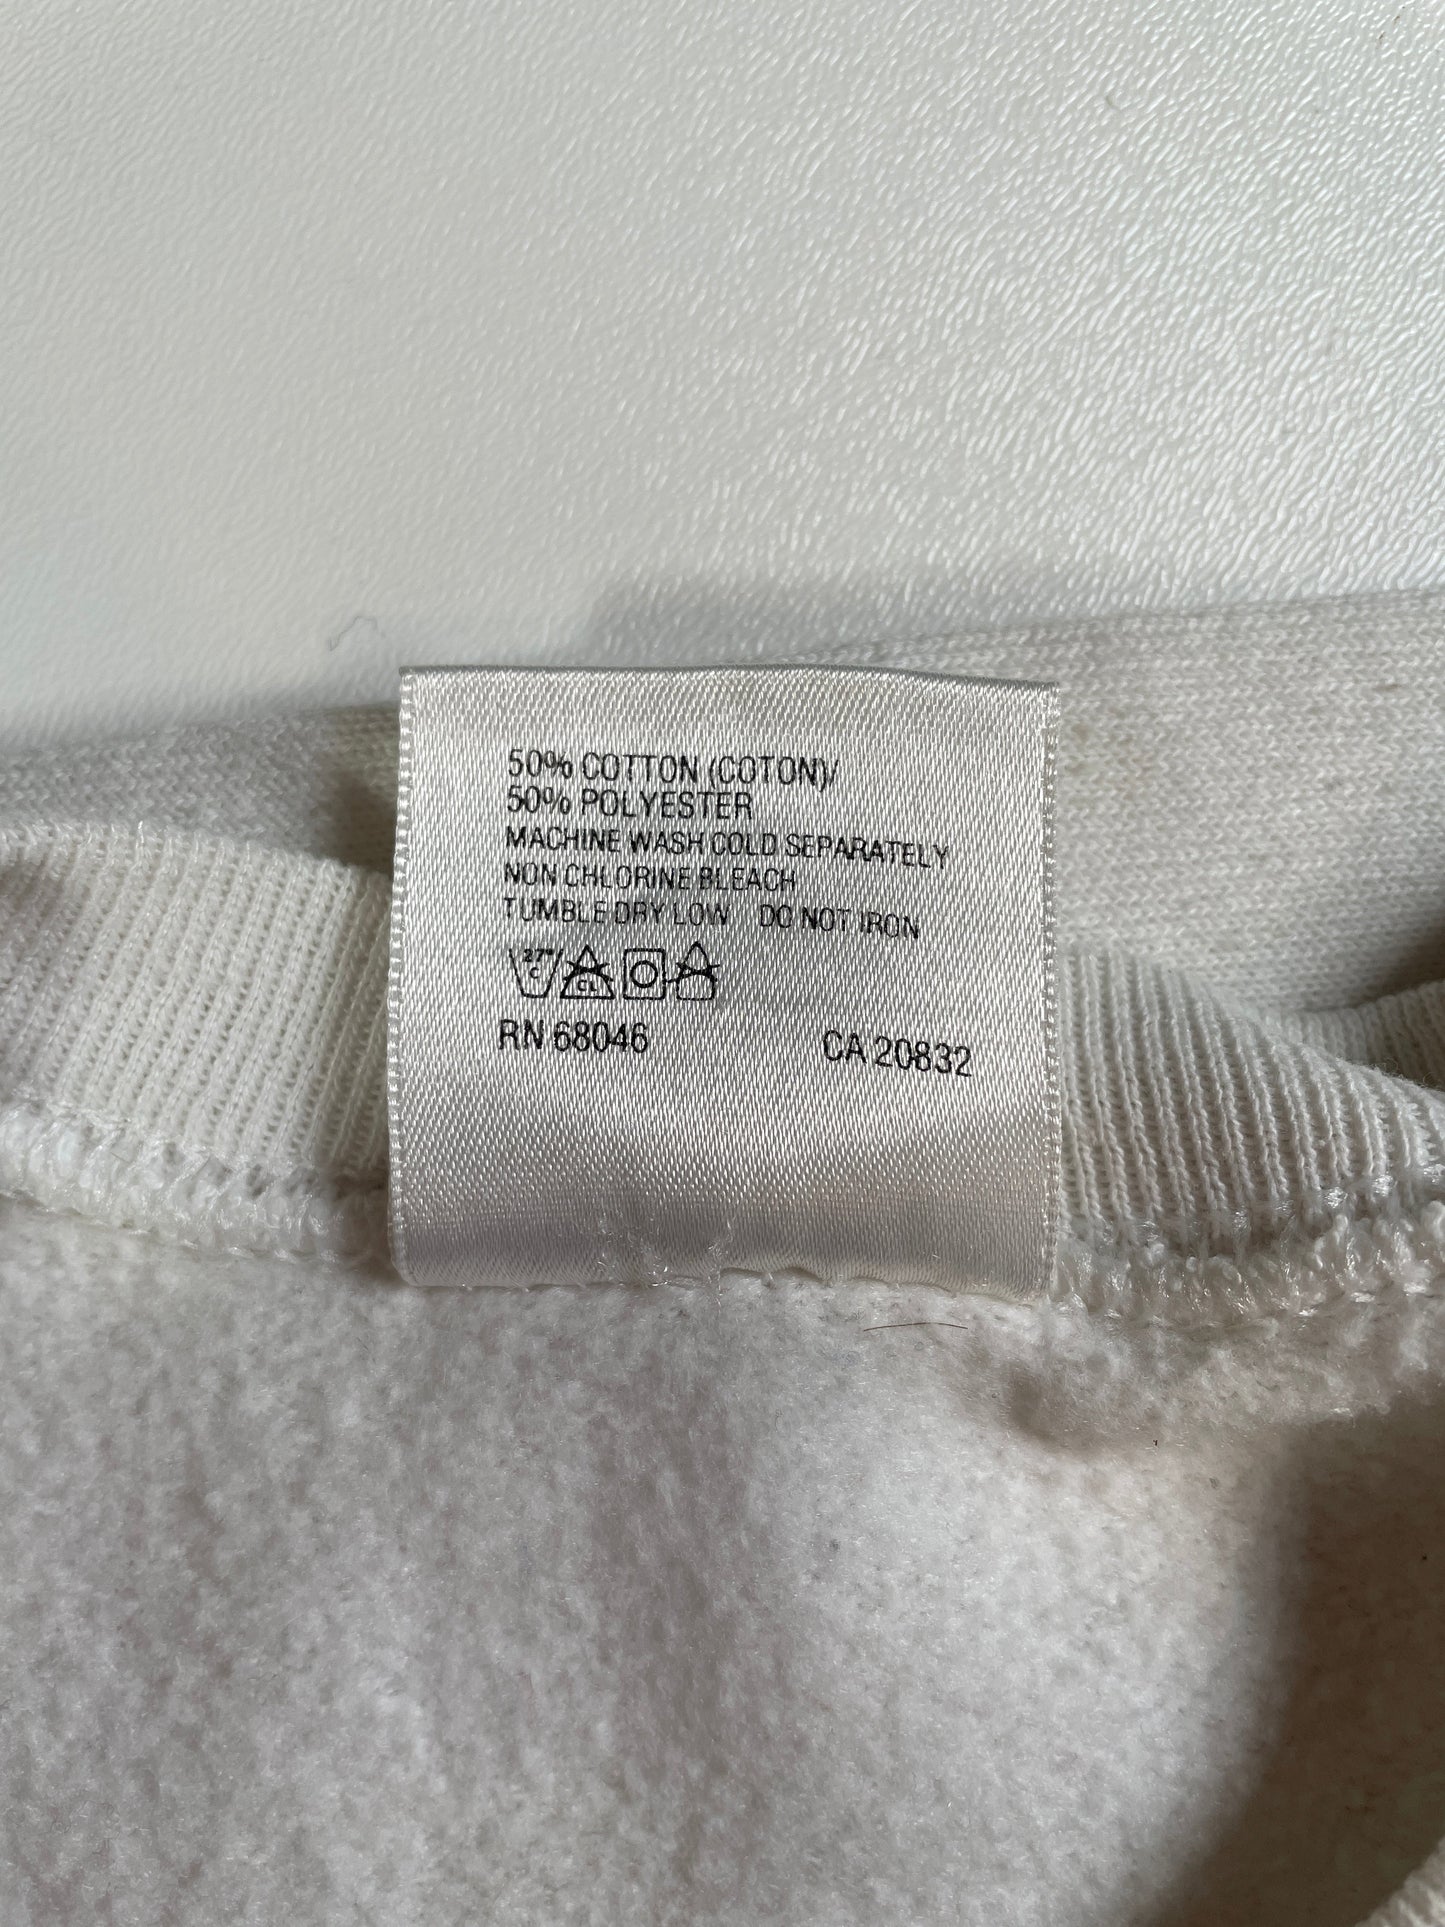 50% COTTON (COTON)/
50% POLYESTER
MACHINE WASH COLD SEPARATELY
NON CHLORINE BLEACH
TUMBLE DRY LOW DO NOT IRON
27° C CL
RN 68046 CA 20832